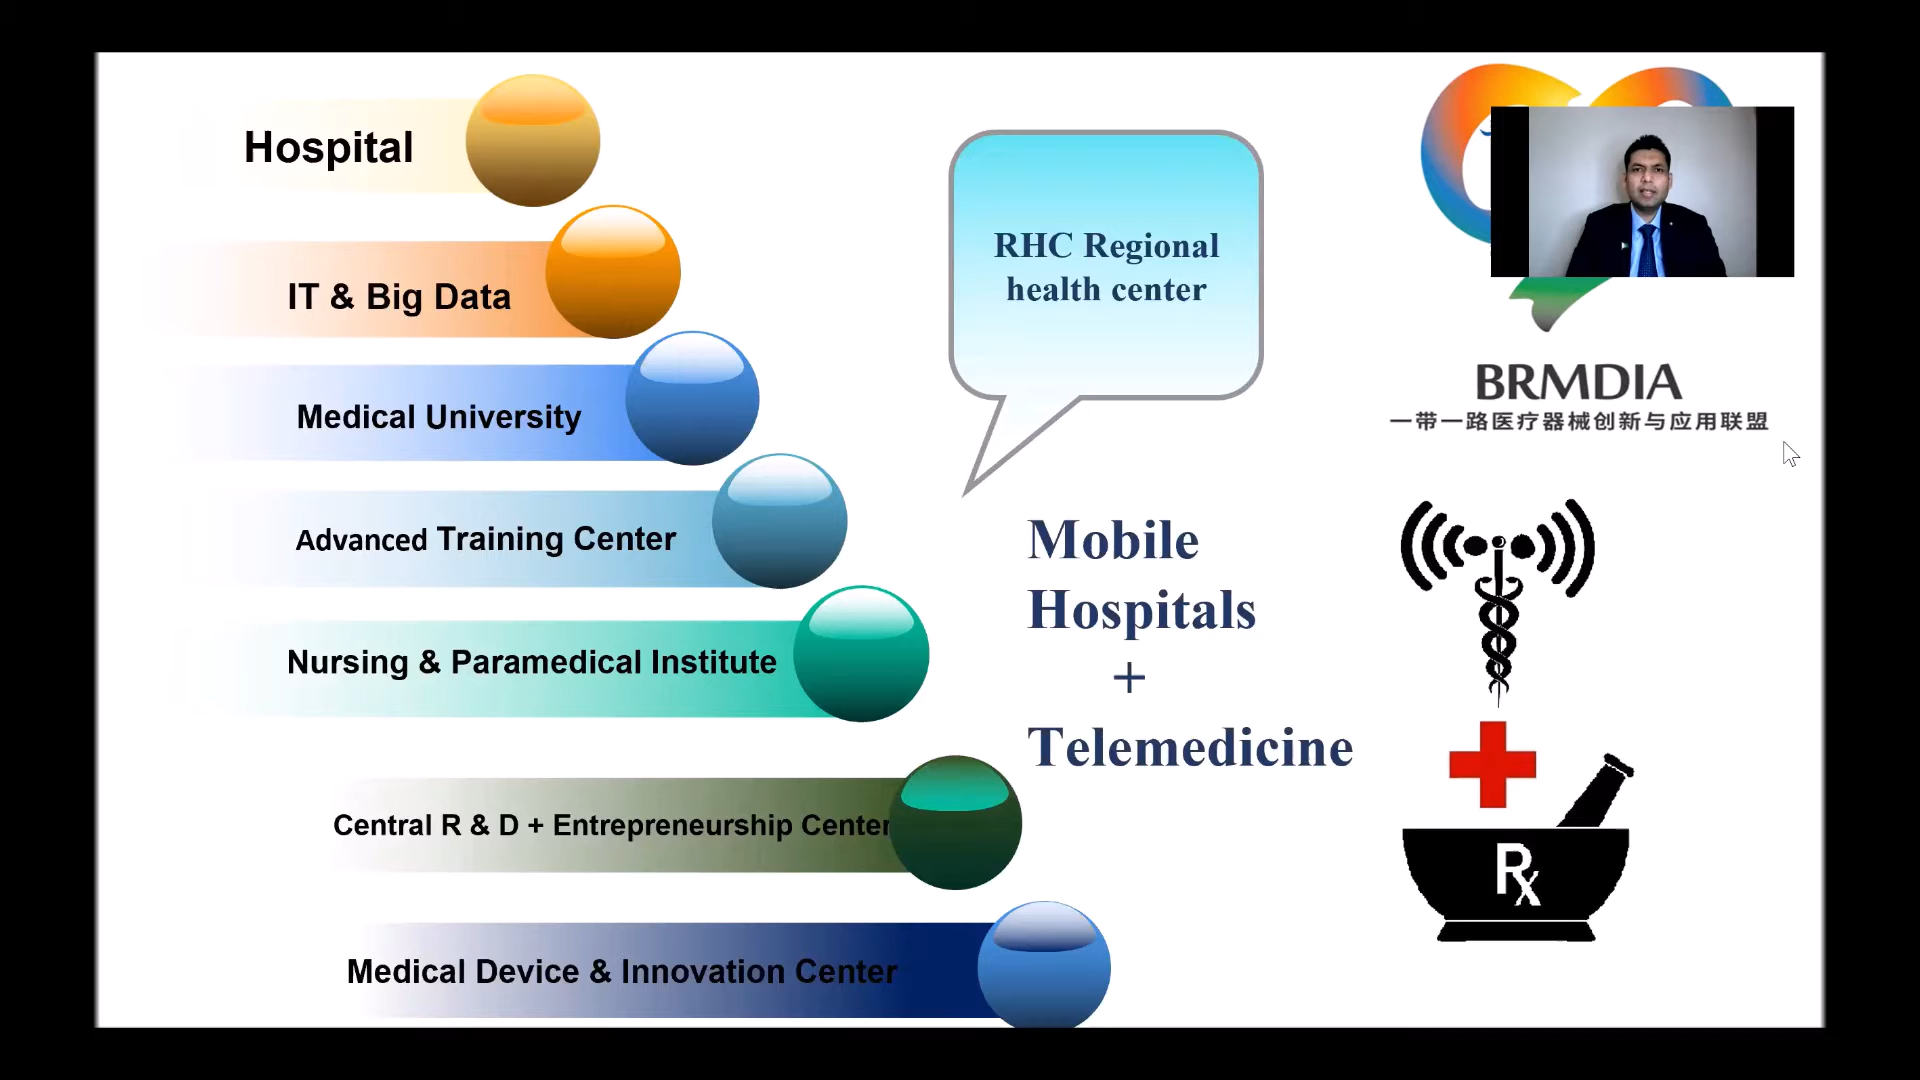 Hospital
IT & Big Data
Medical University
Advanced Training Center
Nursing & Paramedical Institute
Central R & D + Entrepreneurship Center
Medical Device & Innovation Center
RHC Regional
health center
Mobile
Hospitals
+
Telemedicine
BRMDIA
一带一路医疗器械创新与应用联盟
Rx